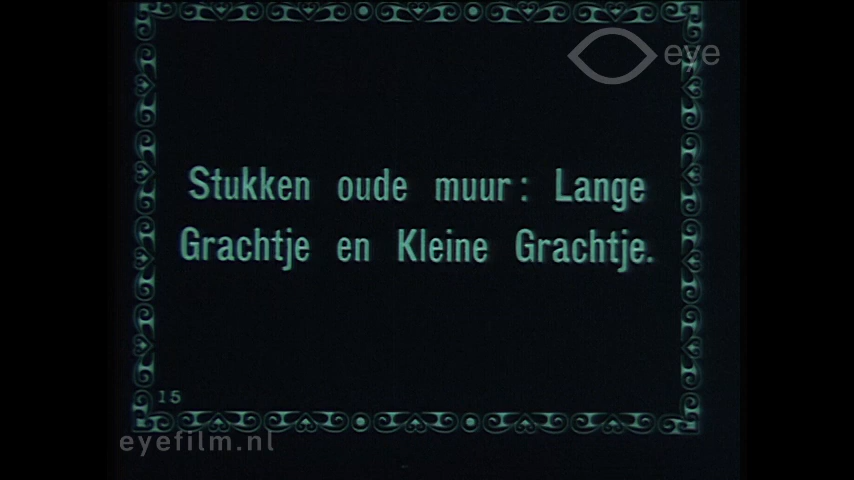 eye
Stukken oude muur: Lange
Grachtje en Kleine Grachtje.
15
eyefilm.nl